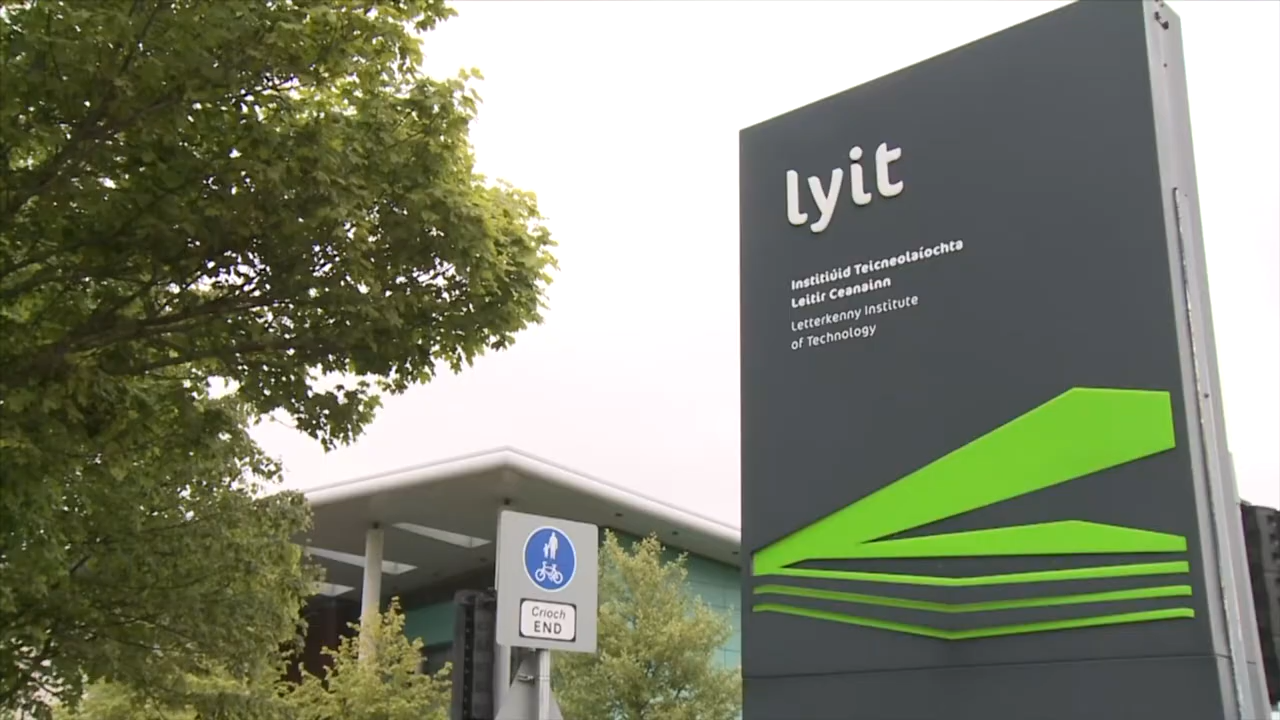 lyit
Institiúid Teicneolaíochta
Leitir Ceanainn
Letterkenny Institute
of Technology
Críoch
END